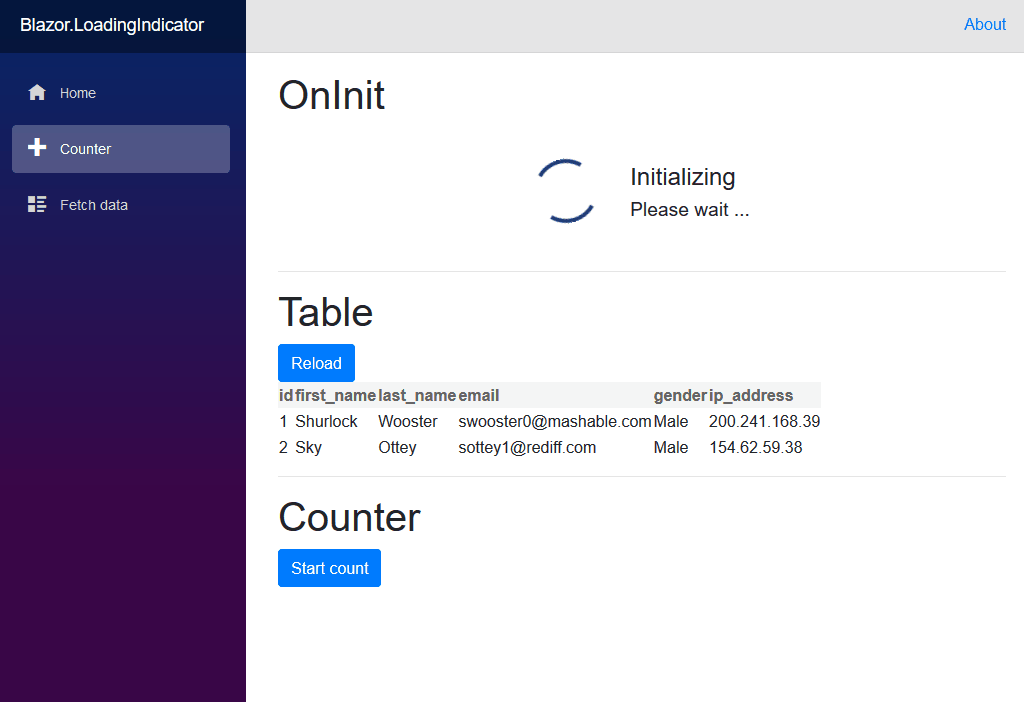 Blazor.LoadingIndicator
About
Home
Counter
Fetch data
OnInit
Initializing
Please wait ...
Table
Reload
id first_name last_name email gender ip_address
1 Shurlock Wooster swooster0@mashable.com Male 200.241.168.39
2 Sky Ottey sottey1@rediff.com Male 154.62.59.38
Counter
Start count